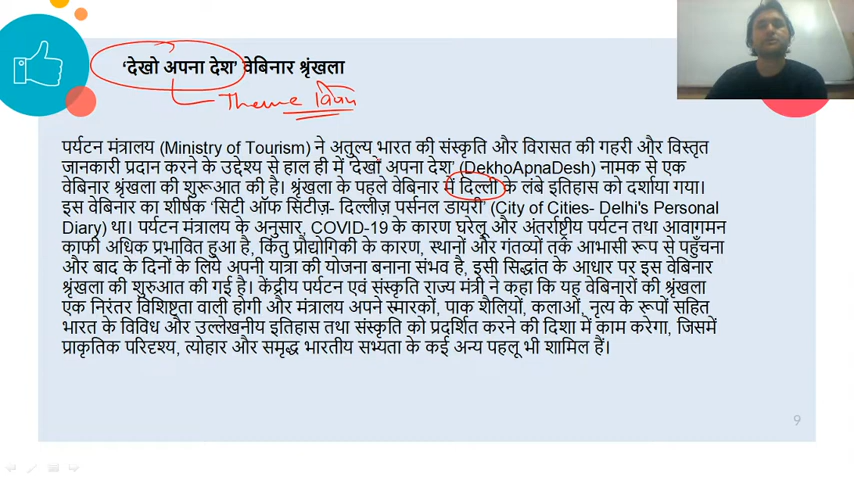 ‘देखो अपना देश’ वेबिनार श्रृंखला
Theme
पर्यटन मंत्रालय (Ministry of Tourism) ने अतुल्य भारत की संस्कृति और विरासत की गहरी और विस्तृत
जानकारी प्रदान करने के उद्देश्य से हाल ही में 'देखों अपना देश' (DekhoApnaDesh) नामक से एक
वेबिनार श्रृंखला की शुरूआत की है। श्रृंखला के पहले वेबिनार में दिल्ली के लंबे इतिहास को दर्शाया गया।
इस वेबिनार का शीर्षक ‘सिटी ऑफ सिटीज़- दिल्लीज़ पर्सनल डायरी’ (City of Cities- Delhi's Personal
Diary) था। पर्यटन मंत्रालय के अनुसार, COVID-19 के कारण घरेलू और अंतर्राष्ट्रीय पर्यटन तथा आवागमन
काफी अधिक प्रभावित हुआ है, किंतु प्रौद्योगिकी के कारण, स्थानों और गंतव्यों तक आभासी रूप से पहुँचना
और बाद के दिनों के लिये अपनी यात्रा की योजना बनाना संभव है, इसी सिद्धांत के आधार पर इस वेबिनार
श्रृंखला की शुरुआत की गई है। केंद्रीय पर्यटन एवं संस्कृति राज्य मंत्री ने कहा कि यह वेबिनारों की श्रृंखला
एक निरंतर विशिष्टता वाली होगी और मंत्रालय अपने स्मारकों, पाक शैलियों, कलाओं, नृत्य के रूपों सहित
भारत के विविध और उल्लेखनीय इतिहास तथा संस्कृति को प्रदर्शित करने की दिशा में काम करेगा, जिसमें
प्राकृतिक परिदृश्य, त्योहार और समृद्ध भारतीय सभ्यता के कई अन्य पहलू भी शामिल हैं।
9